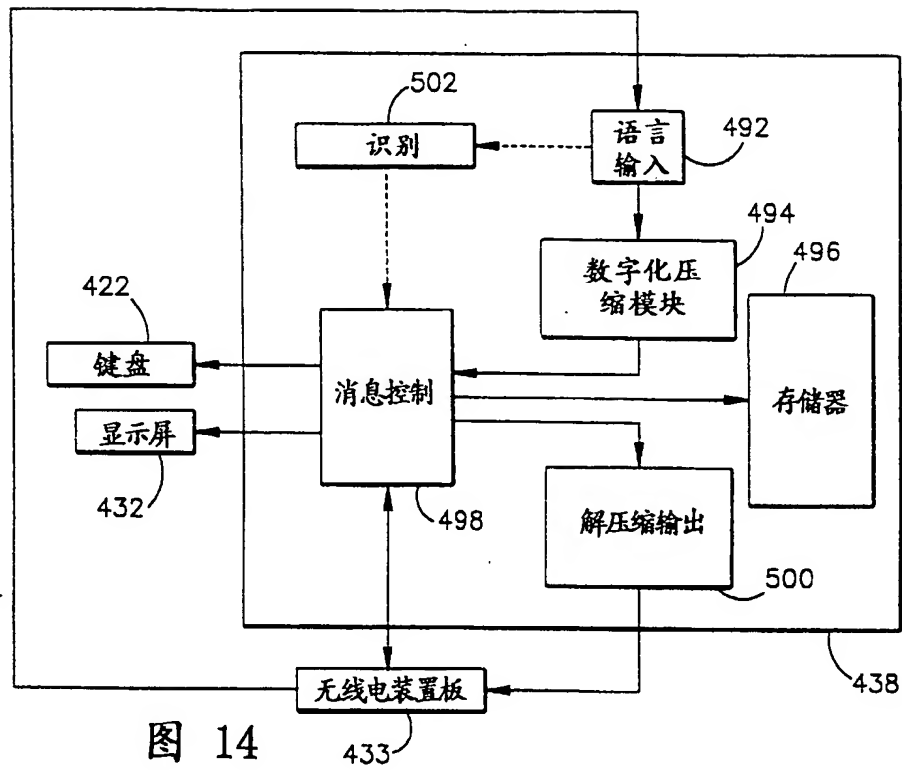 502
识别
语言
输入
492
494
数字化压
缩模块
496
存储器
422
键盘
消息控制
显示屏
432
498
解压缩输出
500
438
无线电装置板
433
图 14